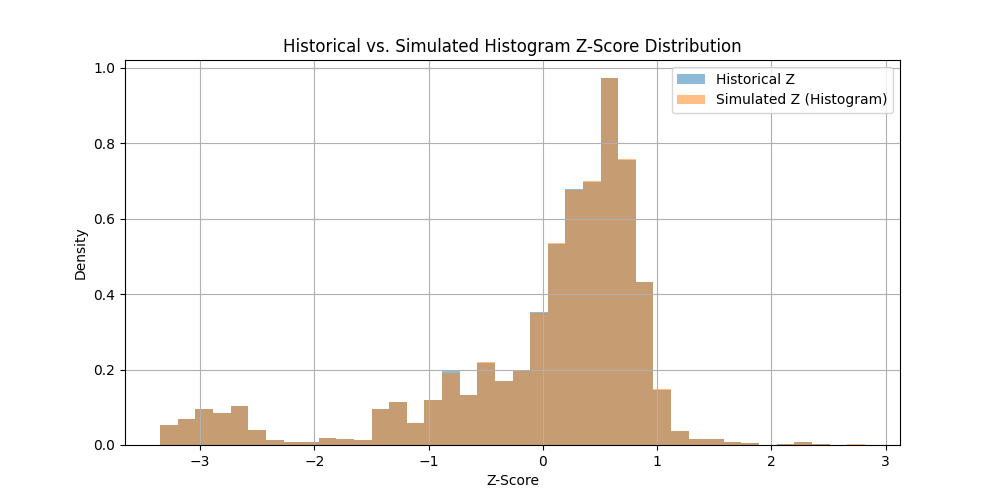 Historical vs. Simulated Histogram Z-Score Distribution
Historical Z
Simulated Z (Histogram)
Density
1.0
0.8
0.6
0.4
0.2
0.0
−3
−2
−1
0
1
2
3
Z-Score